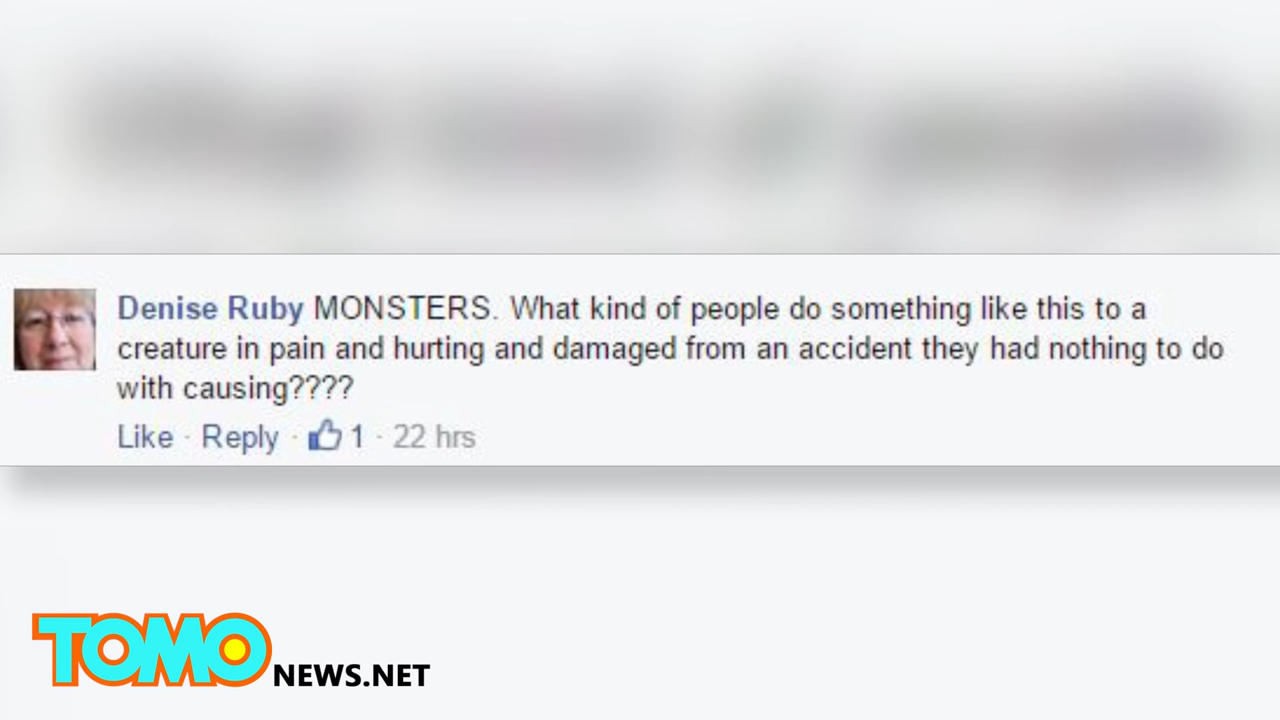 Denise Ruby MONSTERS. What kind of people do something like this to a
creature in pain and hurting and damaged from an accident they had nothing to do
with causing????
Like · Reply · 1 · 22 hrs
TOMO NEWS.NET